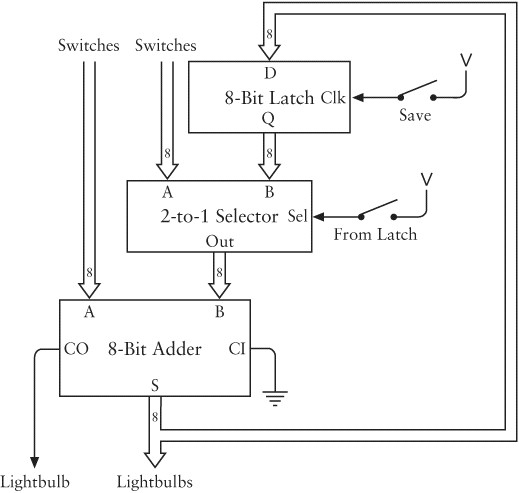 8
Switches Switches
D
8-Bit Latch Clk
Q
Save
V
8
8
A B
2-to-1 Selector Sel
Out
From Latch
V
8
8
A B
CO 8-Bit Adder CI
S
8
Lightbulb Lightbulbs